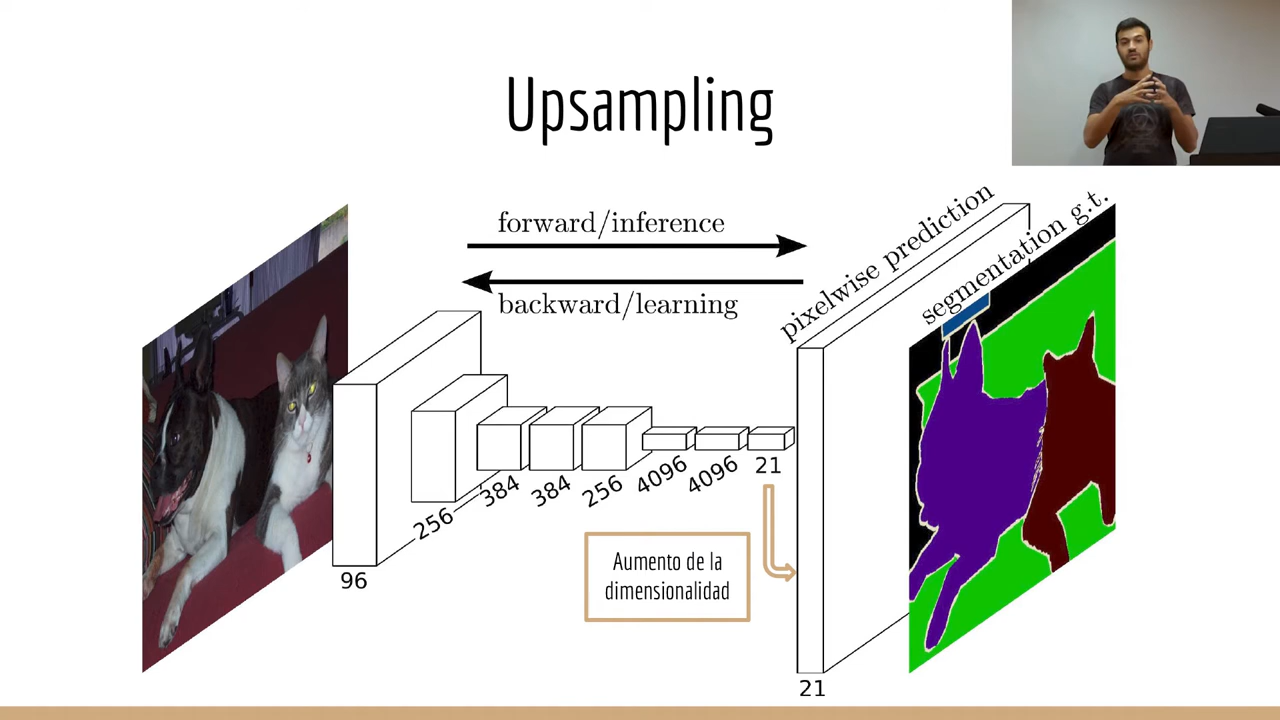 Upsampling
forward/inference
backward/learning
pixelwise prediction
segmentation g.t.
96
256
384
384
256
4096
4096
21
21
Aumento de la
dimensionalidad